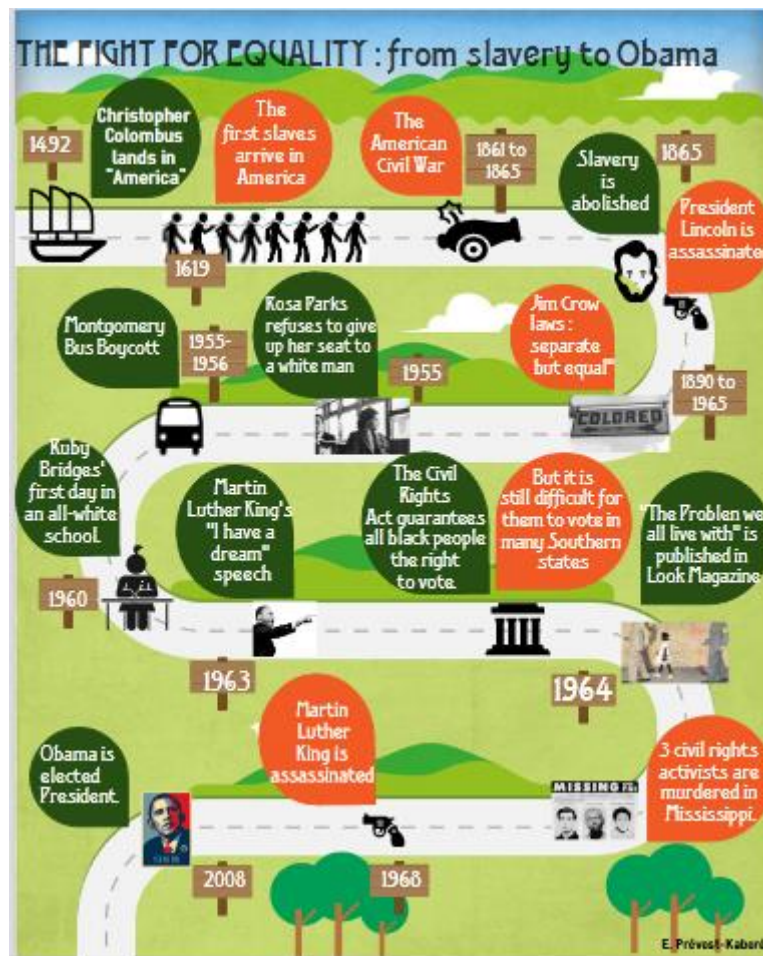 THE FIGHT FOR EQUALITY : from slavery to Obama
1492
Christopher
Colombus
lands in
"America"
The
first slaves
arrive in
America
1619
The
American
Civil War
1861 to
1865
Slavery
is
abolished
1865
President
Lincoln is
assassinated
Jim Crow
laws :
separate
but equal"
1890 to
1965
COLORED
Rosa Parks
refuses to give
up her seat to
a white man
1955
Montgomery
Bus Boycott
1955-
1956
Ruby
Bridges'
first day in
an all-white
school.
1960
Martin
Luther King's
"I have a
dream"
speech
1963
The Civil
Rights
Act guarantees
all black people
the right
to vote.
But it is
still difficult for
them to vote in
many Southern
states
1964
"The Problen we
all live with" is
published in
Look Magazine
3 civil rights
activists are
murdered in
Mississippi.
MISSING
Martin
Luther
King is
assassinated
1968
Obama is
elected
President.
2008
E. Prévost-Kaboré